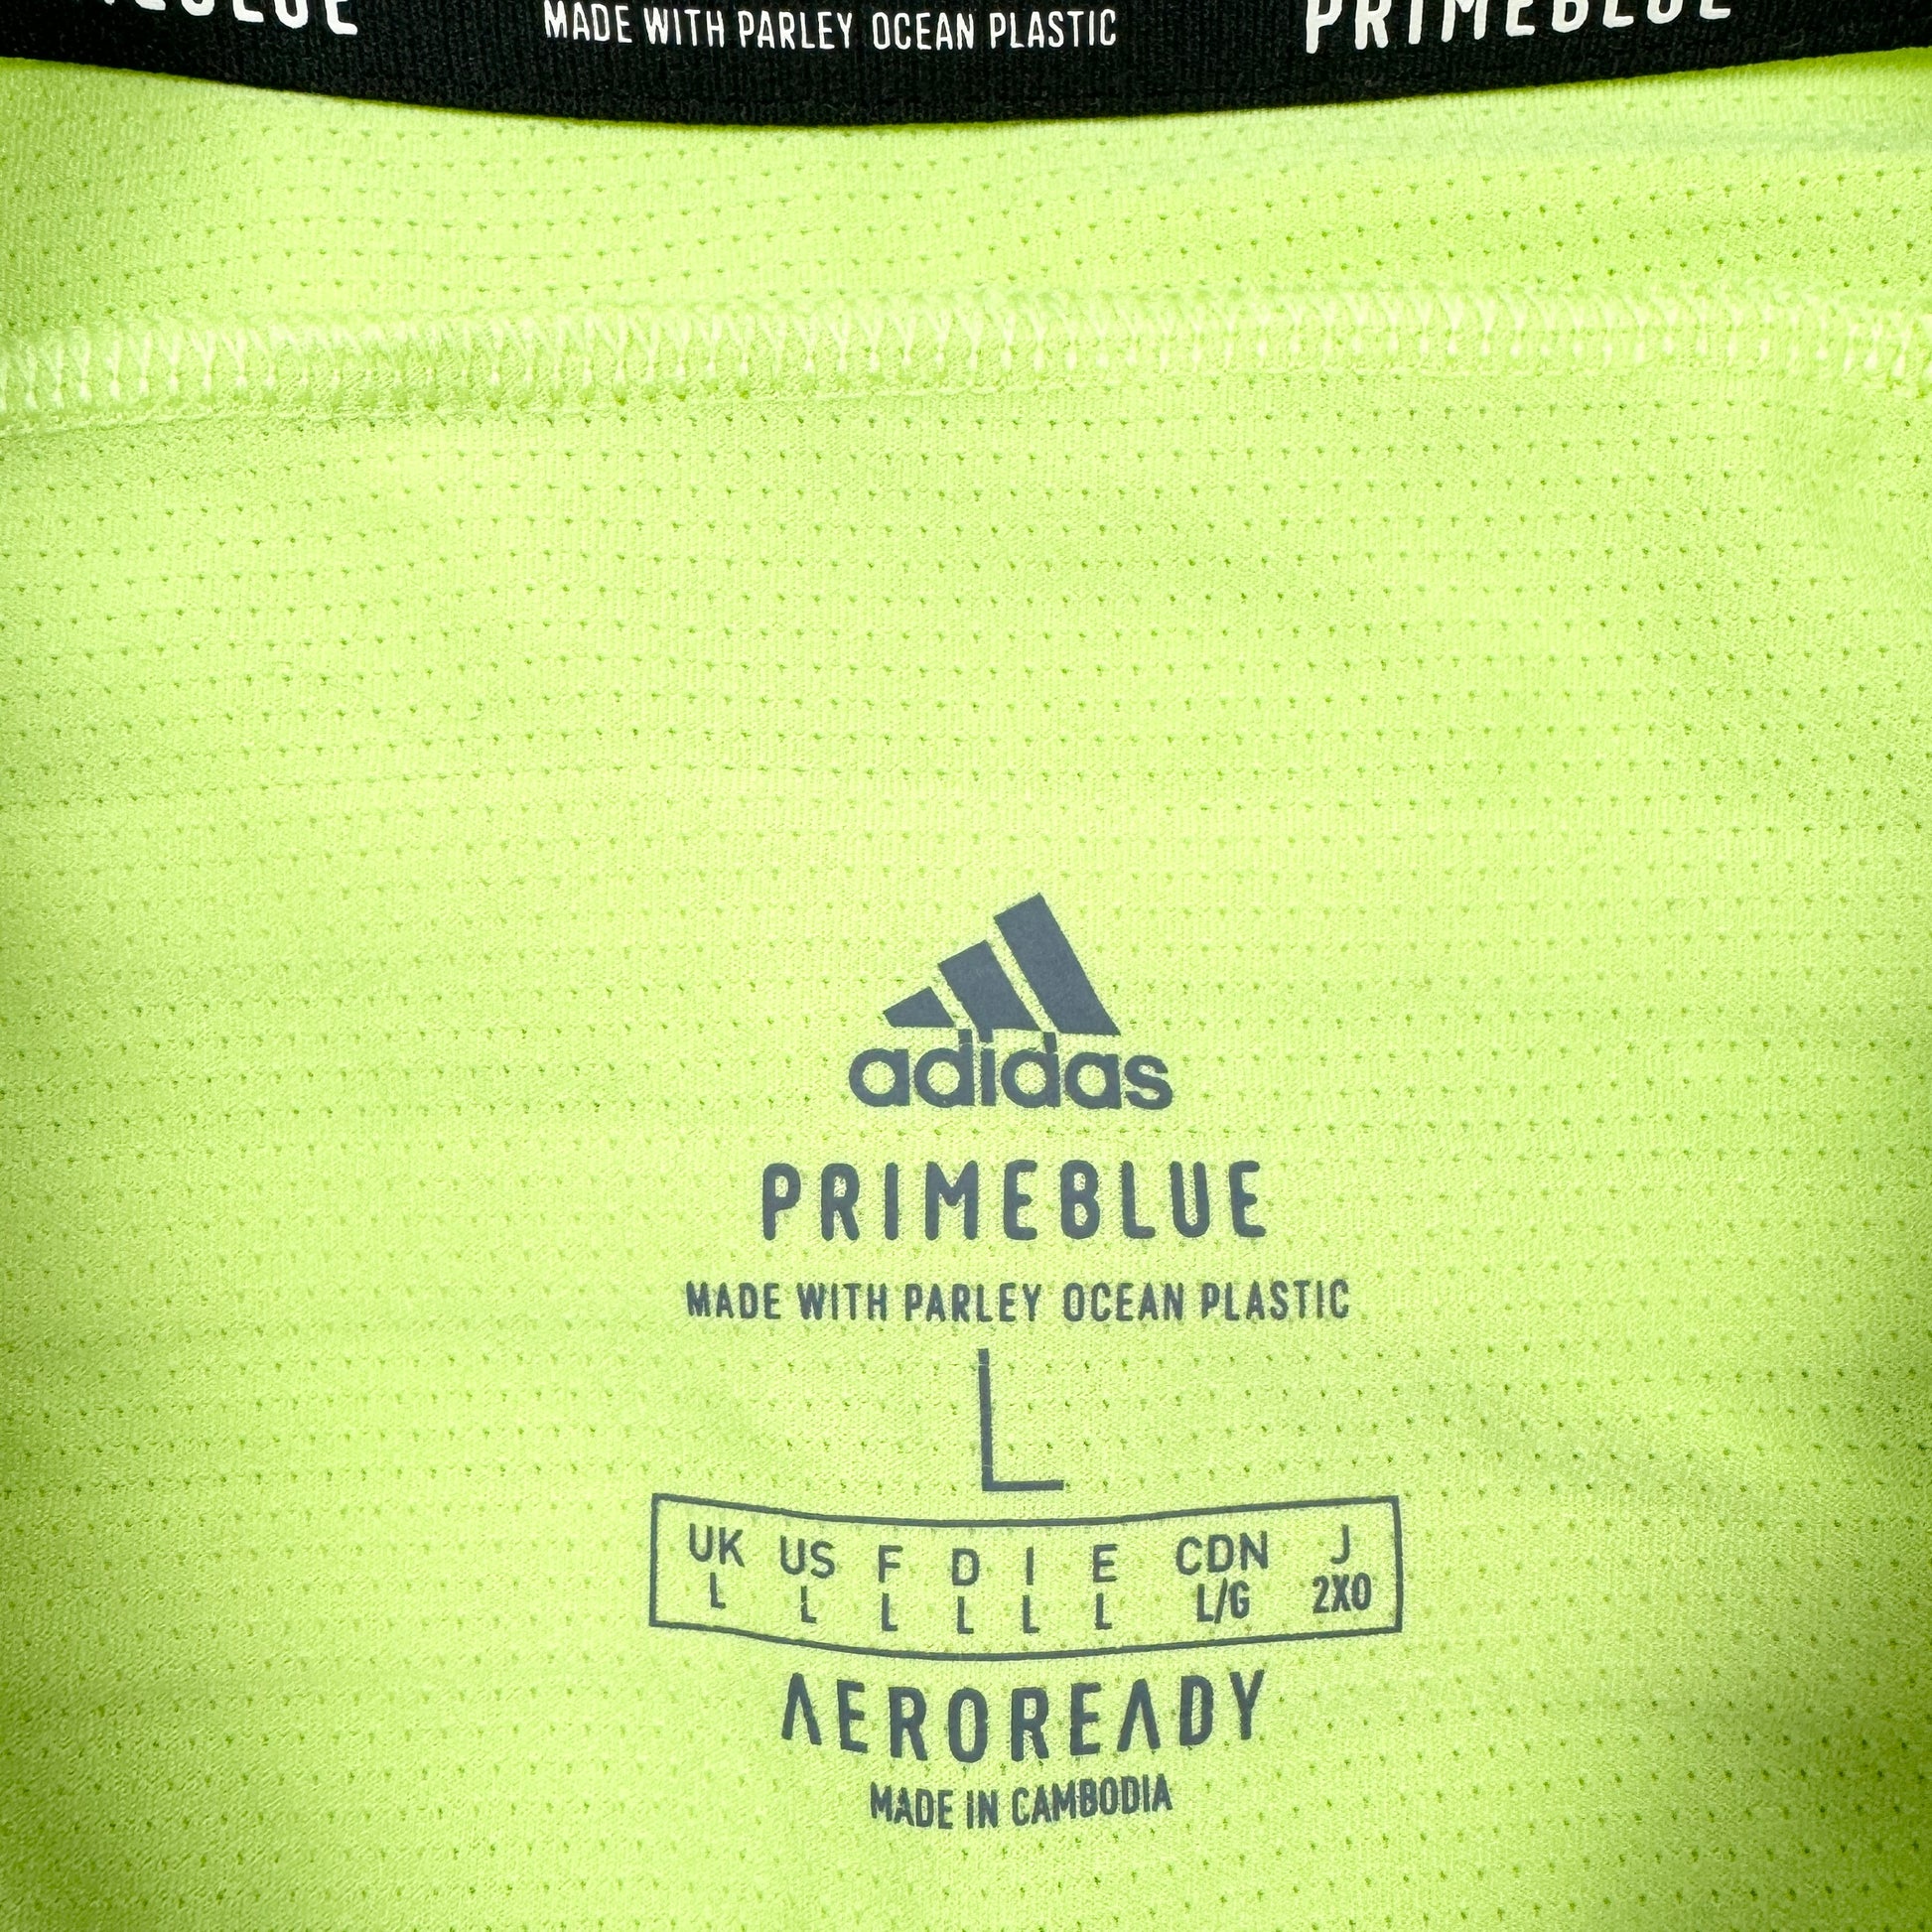 MADE WITH PARLEY OCEAN PLASTIC PRIMEBLUE
adidas
PRIMEBLUE
MADE WITH PARLEY OCEAN PLASTIC
L
UK US F D I E CDN J
L L L L L L L/G 2XO
AEROREADY
MADE IN CAMBODIA